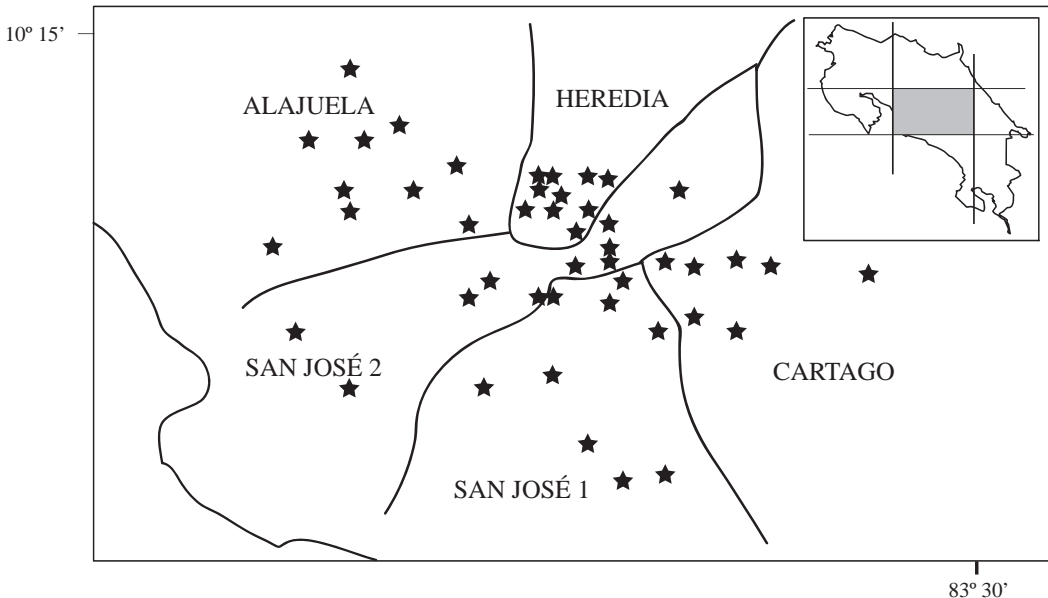 10º 15’
ALAJUELA
HEREDIA
SAN JOSÉ 2
CARTAGO
SAN JOSÉ 1
83º 30’